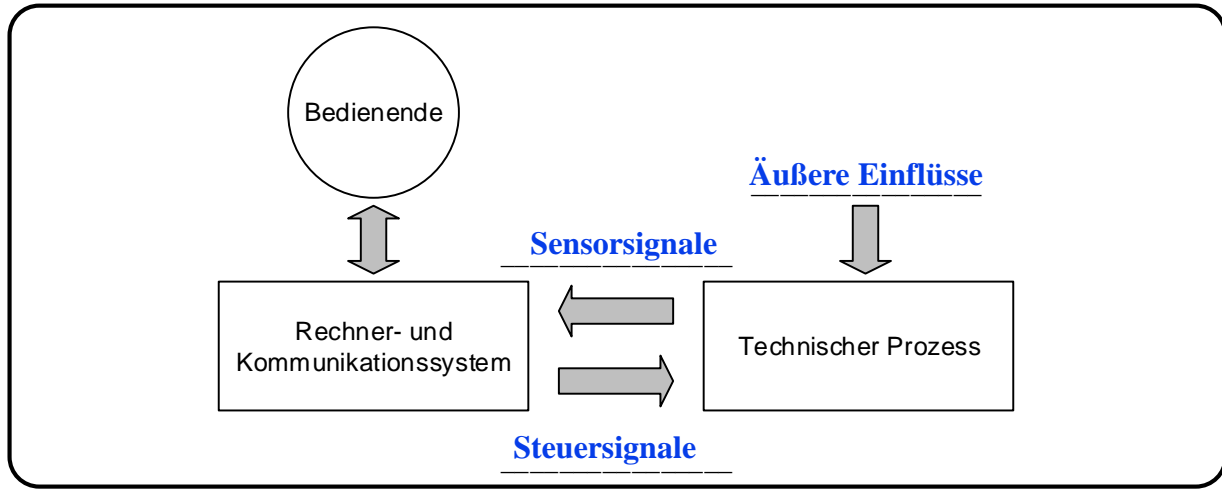 Bedienende
Äußere Einflüsse
Sensorsignale
Rechner- und
Kommunikationssystem
Technischer Prozess
Steuersignale